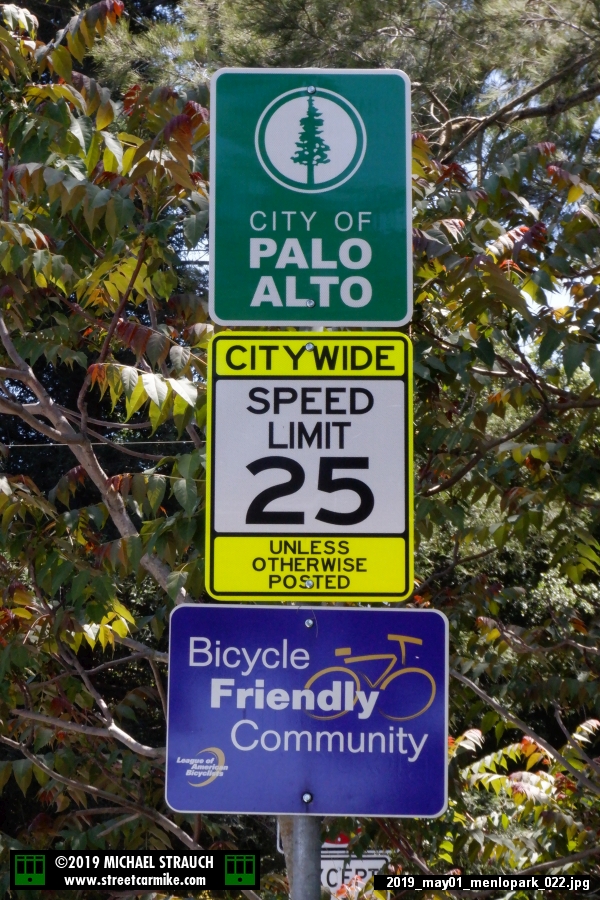 CITY OF
PALO
ALTO
CITYWIDE
SPEED
LIMIT
25
UNLESS
OTHERWISE
POSTED
Bicycle
Friendly
Community
League of
American
Bicyclists
©2019 MICHAEL STRAUCH
www.streetcarmike.com
2019_may01_menlopark_022.jpg